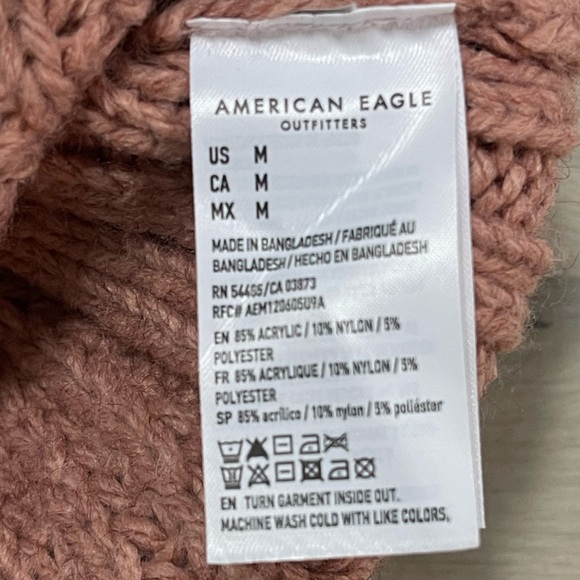 AMERICAN EAGLE
OUTFITTERS
US M
CA M
MX M
MADE IN BANGLADESH / FABRIQUÉ AU
BANGLADESH / HECHO EN BANGLADESH
RN 54485/CA 03873
RFC# AEM120605U9A
EN 85% ACRYLIC / 10% NYLON / 5%
POLYESTER
FR 85% ACRYLIQUE / 10% NYLON / 5%
POLYESTER
SP 85% acrílico / 10% nylon / 5% poliéster
EN TURN GARMENT INSIDE OUT.
MACHINE WASH COLD WITH LIKE COLORS,